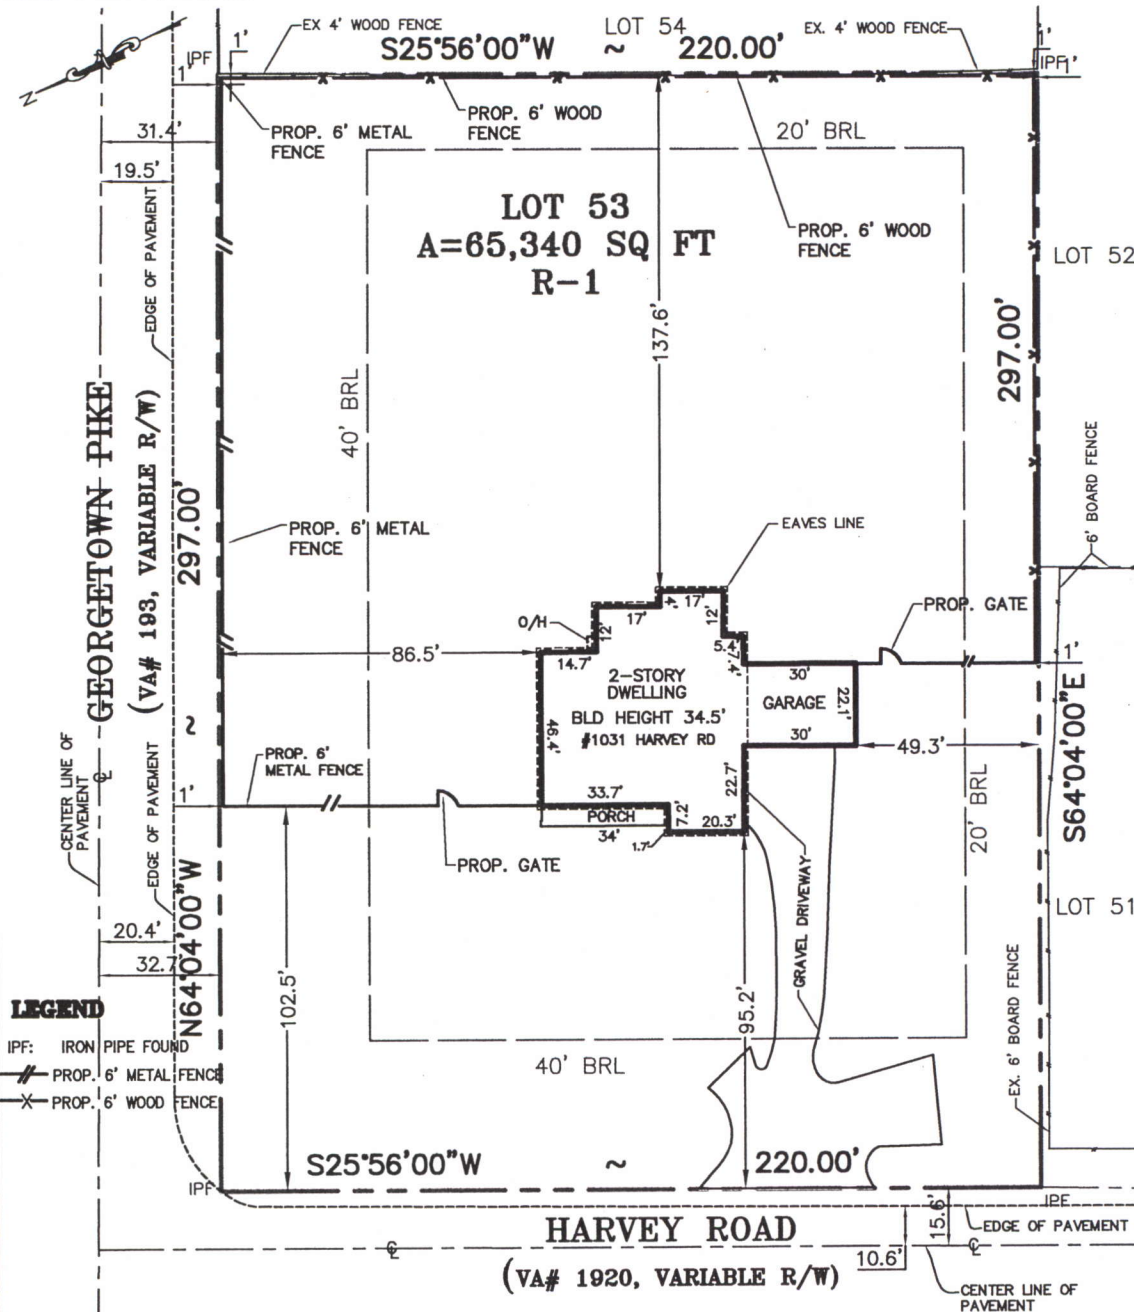 EX 4' WOOD FENCE
LOT 54
EX. 4' WOOD FENCE
S25°56'00"W ~ 220.00'
1'
1'
IPF
IPF
1'
1'
N
31.4'
19.5'
PROP. 6' METAL
FENCE
PROP. 6' WOOD
FENCE
20' BRL
EDGE OF PAVEMENT
LOT 53
A=65,340 SQ FT
R-1
PROP. 6' WOOD
FENCE
LOT 52
137.6'
297.00'
40' BRL
GEORGETOWN PIKE
(VA# 193, VARIABLE R/W)
297.00'
~
N64°04'00"W
PROP. 6' METAL
FENCE
6' BOARD FENCE
EAVES LINE
PROP. GATE
O/H
17'
4'
17'
12'
12'
5.4'
7.4'
14.7'
86.5'
1'
2-STORY
DWELLING
BLD HEIGHT 34.5'
#1031 HARVEY RD
30'
GARAGE
22.1'
30'
46.4'
49.3'
S64°04'00"E
CENTER LINE OF
PAVEMENT
℄
EDGE OF PAVEMENT
PROP. 6'
METAL FENCE
1'
33.7'
PORCH
34'
7.2'
1.7'
20.3'
22.7'
20' BRL
PROP. GATE
GRAVEL DRIVEWAY
LOT 51
20.4'
32.7
102.5'
95.2'
EX. 6' BOARD FENCE
LEGEND
IPF: IRON PIPE FOUND
PROP. 6' METAL FENCE
PROP. 6' WOOD FENCE
40' BRL
S25°56'00"W ~ 220.00'
IPF
IPF
HARVEY ROAD
(VA# 1920, VARIABLE R/W)
℄
℄
10.6'
15.6'
EDGE OF PAVEMENT
CENTER LINE OF
PAVEMENT